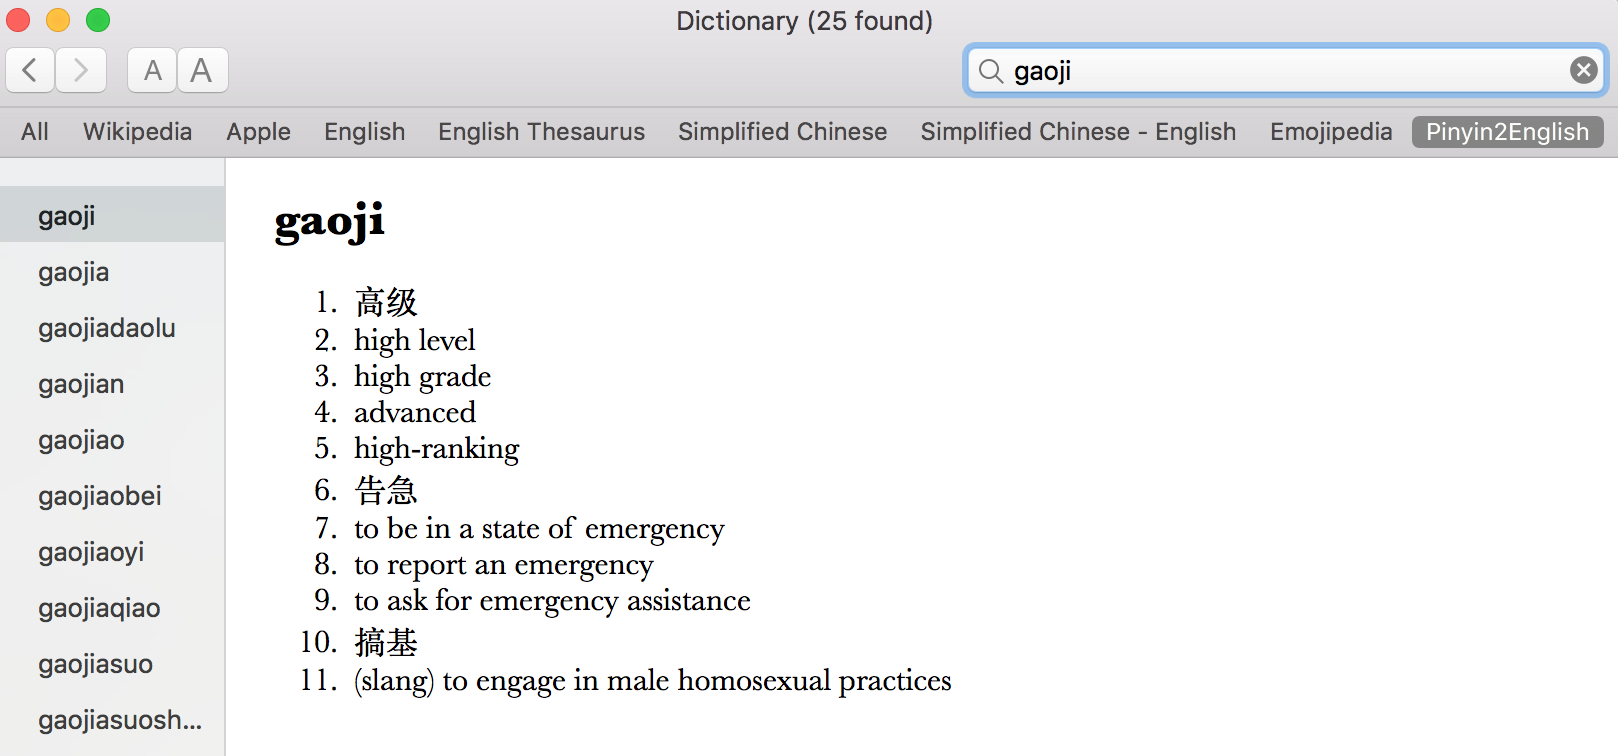 Dictionary (25 found)
A A gaoji
All Wikipedia Apple English English Thesaurus Simplified Chinese Simplified Chinese - English Emojipedia Pinyin2English
gaoji
gaojia
gaojiadaolu
gaojian
gaojiao
gaojiaobei
gaojiaoyi
gaojiaqiao
gaojiasuo
gaojiasuosh...
gaoji
1. 高级
2. high level
3. high grade
4. advanced
5. high-ranking
6. 告急
7. to be in a state of emergency
8. to report an emergency
9. to ask for emergency assistance
10. 搞基
11. (slang) to engage in male homosexual practices